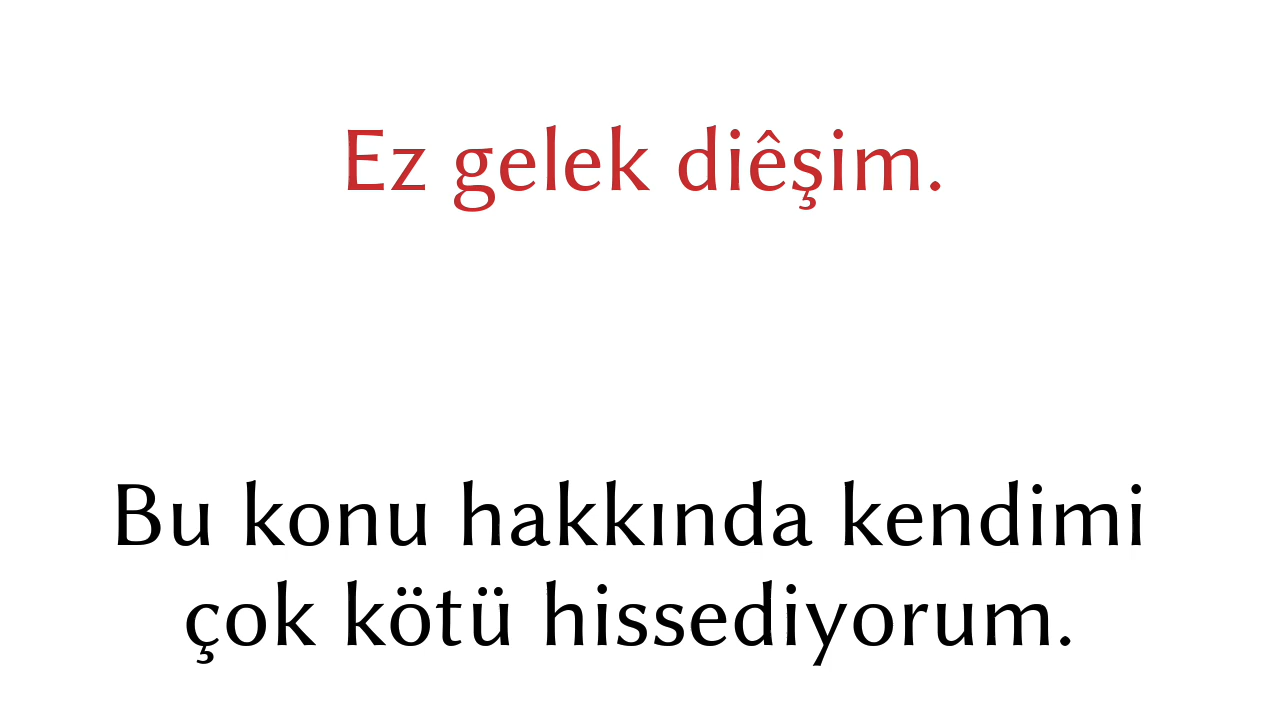 Ez gelek diêşim.
Bu konu hakkında kendimi
çok kötü hissediyorum.